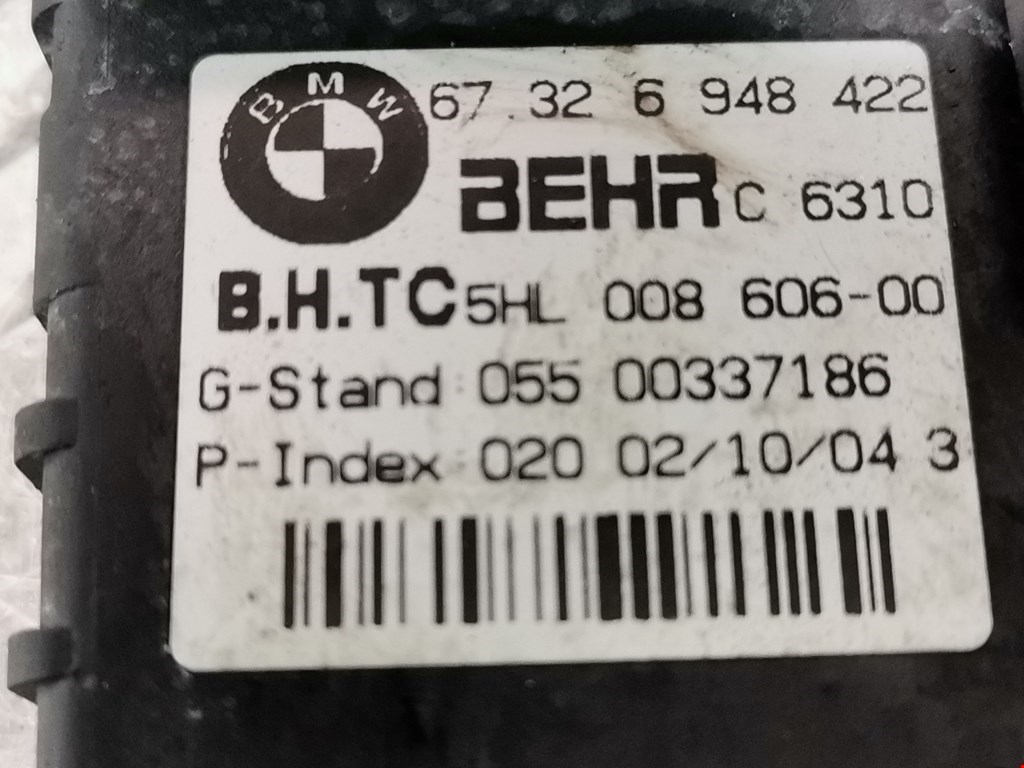 BMW 67.32 6 948 422
BEHR C 6310
B.H.TC 5HL 008 606-00
G-Stand 055 00337186
P-Index 020 02/10/04 3